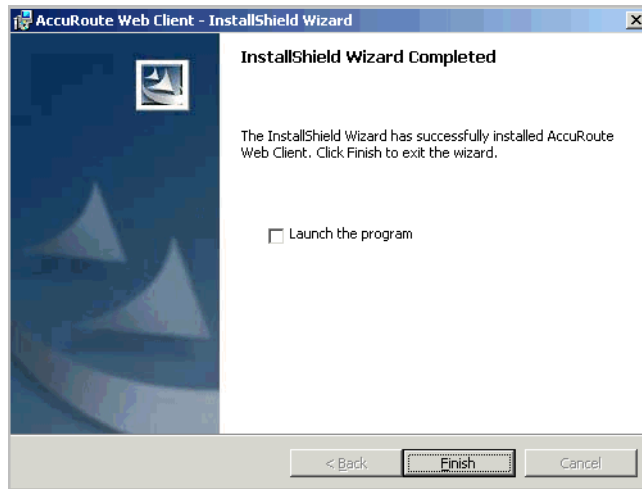 AccuRoute Web Client - InstallShield Wizard
InstallShield Wizard Completed
The InstallShield Wizard has successfully installed AccuRoute
Web Client. Click Finish to exit the wizard.
Launch the program
< Back
Finish
Cancel